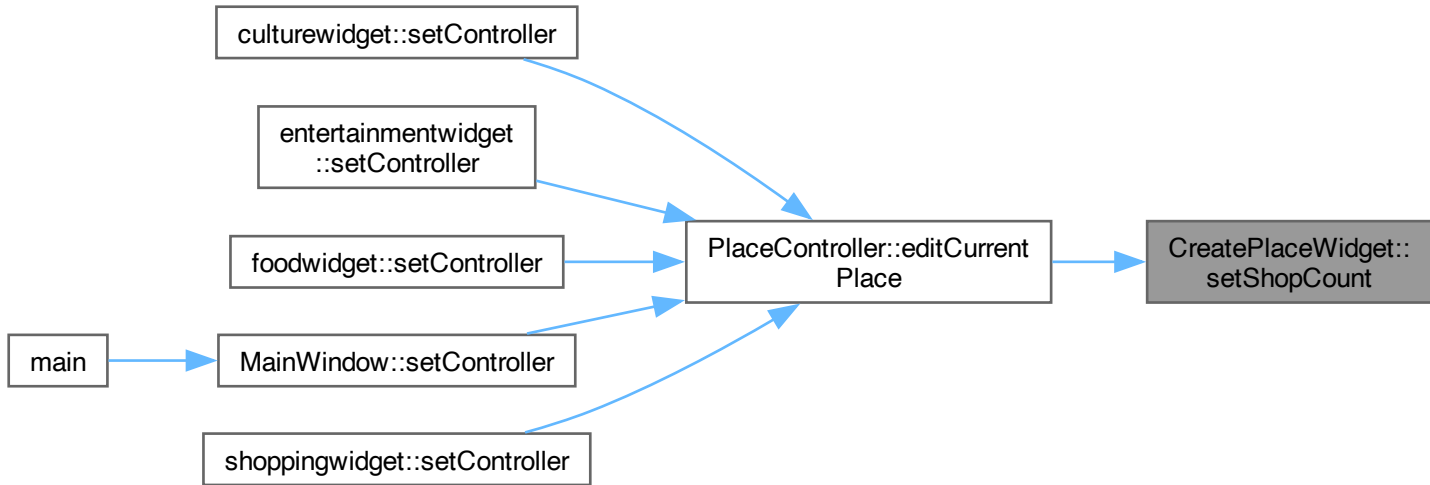 culturewidget::setController
entertainmentwidget
::setController
foodwidget::setController
main
MainWindow::setController
shoppingwidget::setController
PlaceController::editCurrent
Place
CreatePlaceWidget::
setShopCount